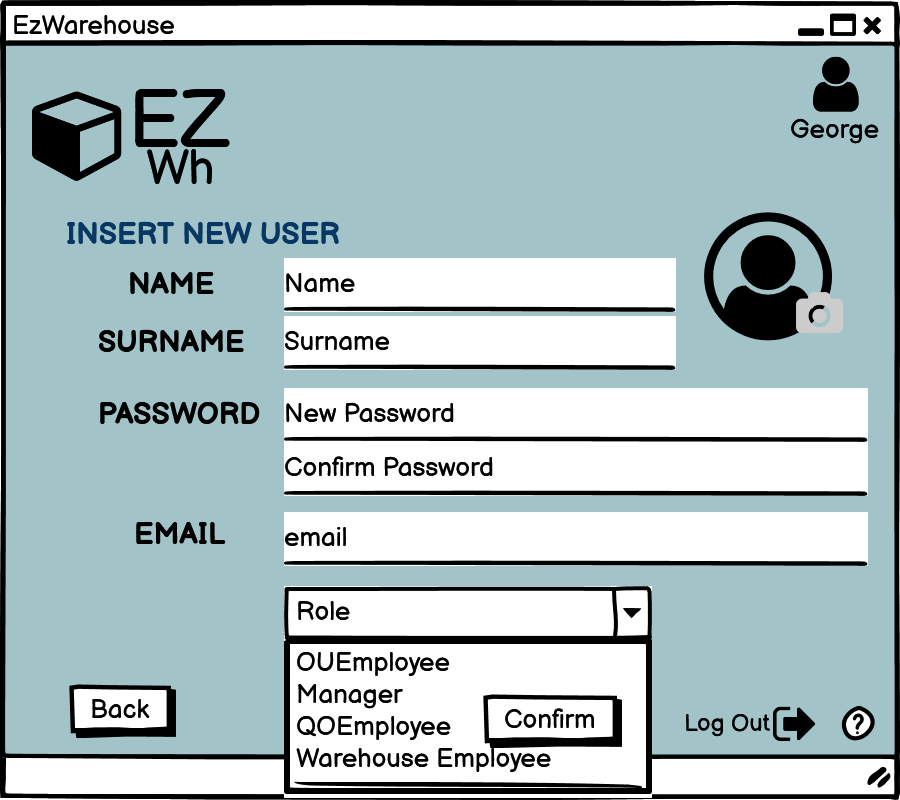 EzWarehouse
George
EZ
Wh
INSERT NEW USER
NAME
Name
SURNAME
Surname
PASSWORD
New Password
Confirm Password
EMAIL
email
Role
OUEmployee
Manager
QOEmployee
Warehouse Employee
Back
Confirm
Log Out
?